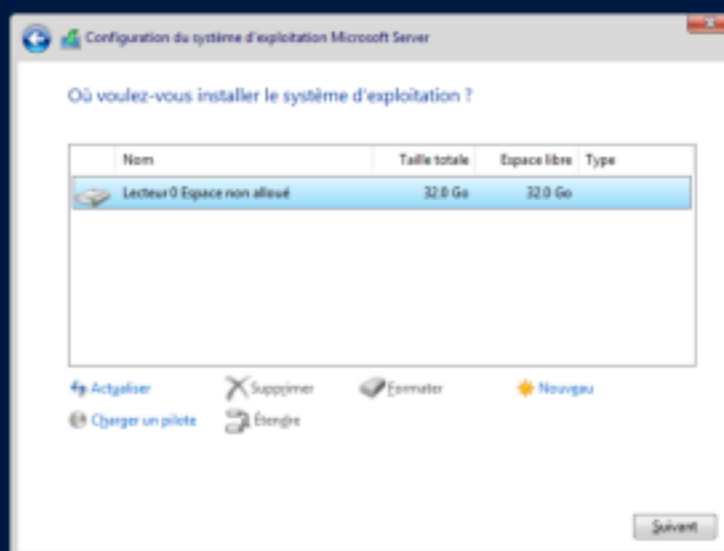 Configuration du système d'exploitation Microsoft Server
Où voulez-vous installer le système d'exploitation ?
Nom Taille totale Espace libre Type
Lecteur 0 Espace non alloué 32.0 Go 32.0 Go
Actualiser Supprimer Formater Nouveau
Charger un pilote Étendre
Suivant